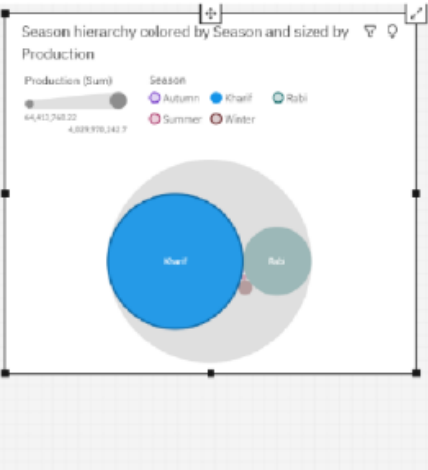 Season hierarchy colored by Season and sized by
Production
Production (Sum)
Season
Autumn
Kharif
Rabi
Summer
Winter
Kharif
Rabi